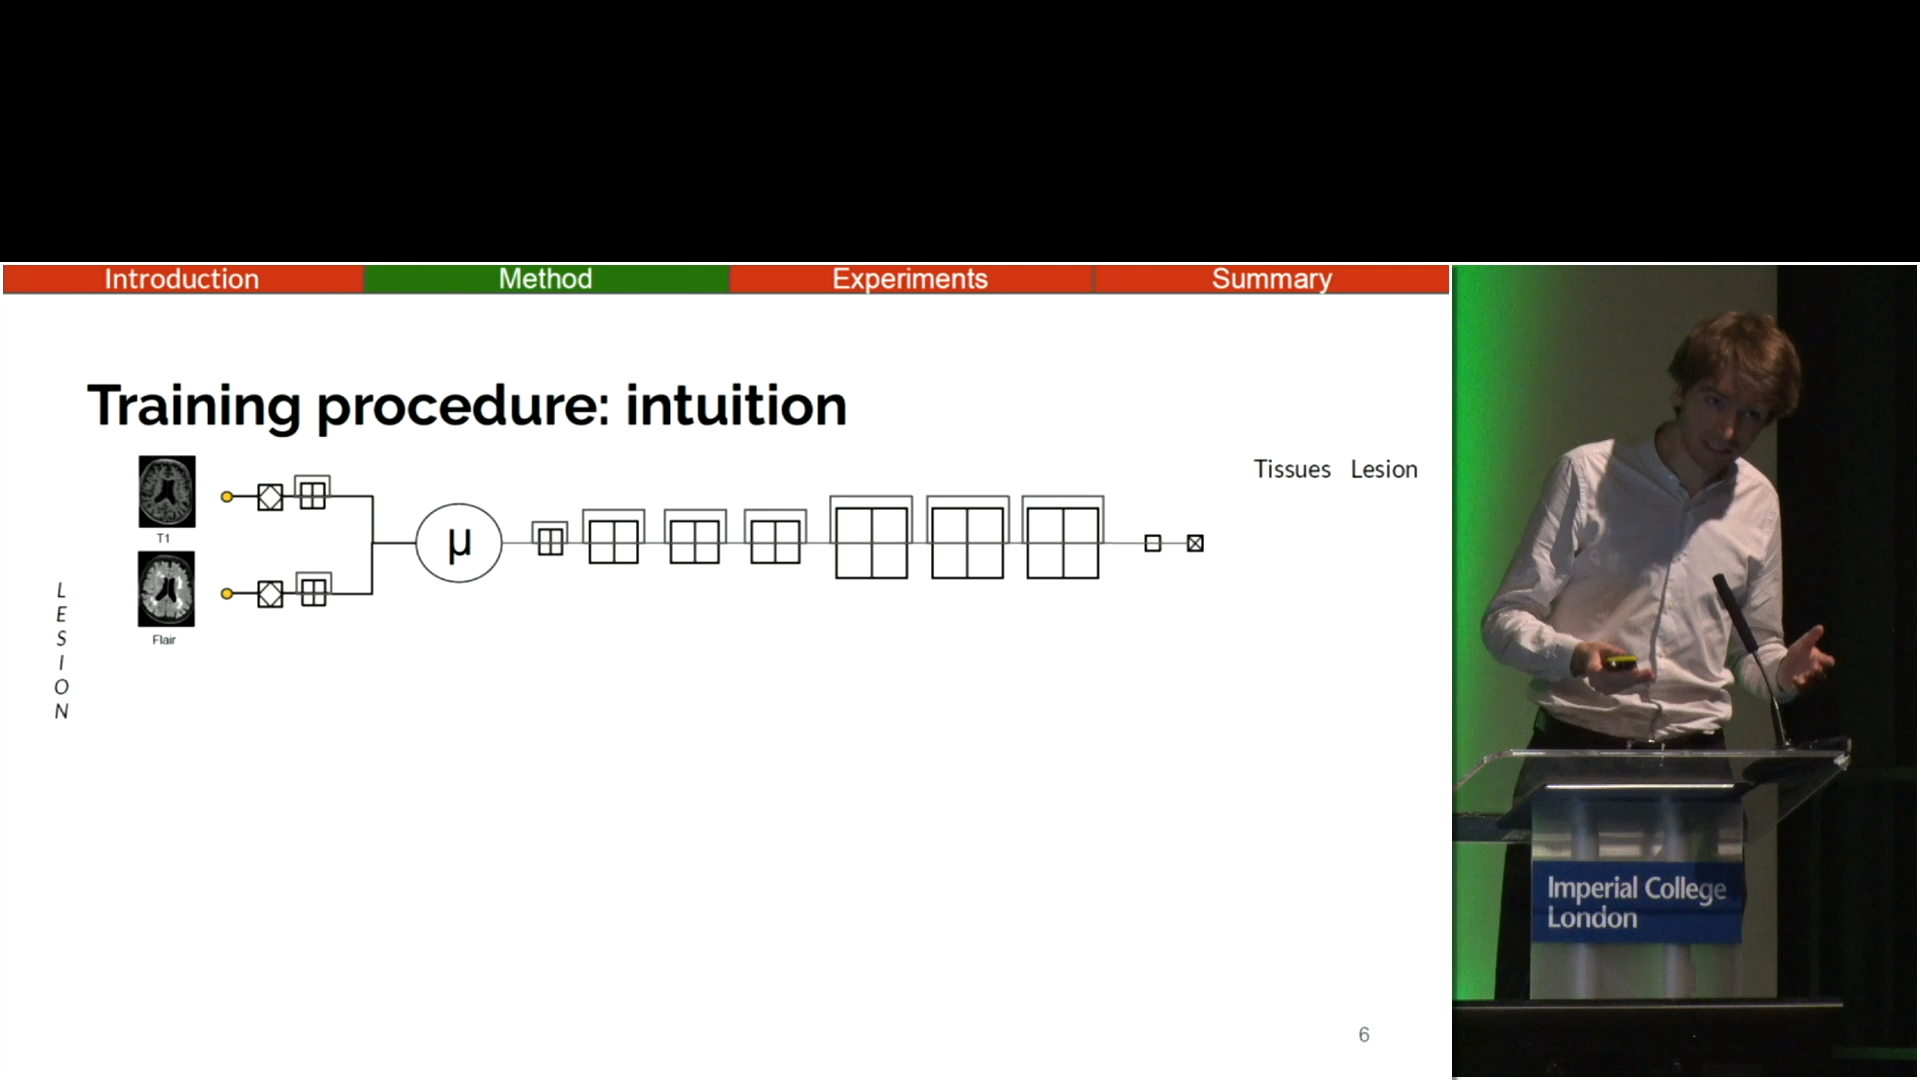 Introduction
Method
Experiments
Summary
Training procedure: intuition
Tissues Lesion
T1
μ
Flair
L
E
S
I
O
N
6
Imperial College
London